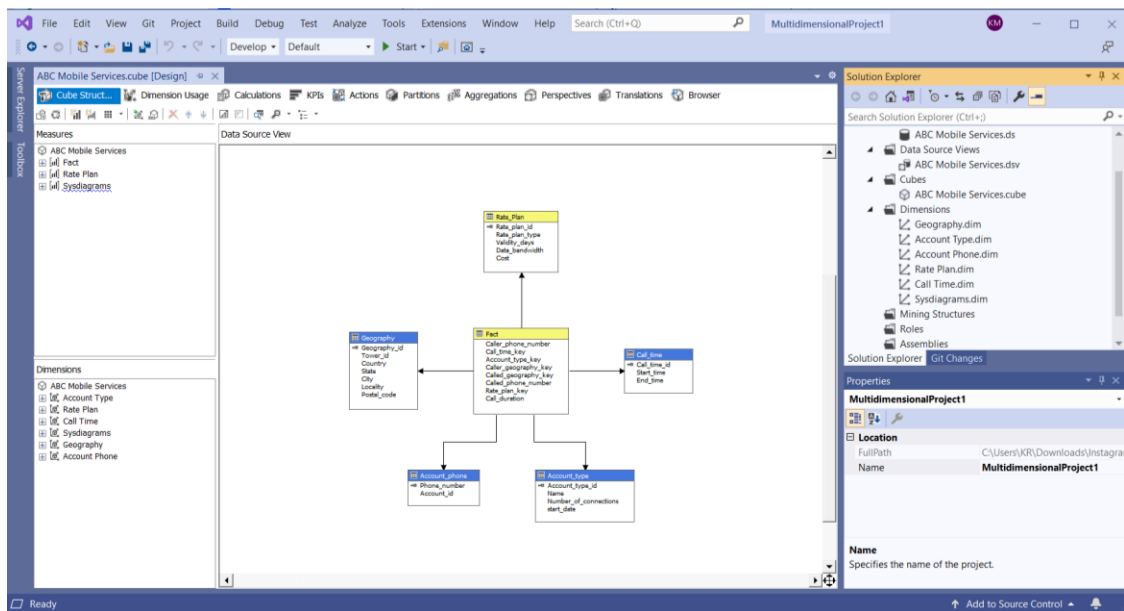 File Edit View Git Project Build Debug Test Analyze Tools Extensions Window Help Search (Ctrl+Q) MultidimensionalProject1 KM
Develop Default Start
Server Explorer
Toolbox
ABC Mobile Services.cube [Design]
Cube Struct... Dimension Usage Calculations KPIs Actions Partitions Aggregations Perspectives Translations Browser
Measures
ABC Mobile Services
Fact
Rate Plan
Sysdiagrams
Dimensions
ABC Mobile Services
Account Type
Rate Plan
Call Time
Sysdiagrams
Geography
Account Phone
Data Source View
Rate_Plan
Rate_plan_id
Rate_plan_type
Validity_days
Data_bandwidth
Cost
Geography
Geography_id
Tower_id
Country
State
City
Locality
Postal_code
Fact
Caller_phone_number
Call_time_key
Account_type_key
Caller_geography_key
Called_geography_key
Called_phone_number
Rate_plan_key
Call_duration
Call_time
Call_time_id
Start_time
End_time
Account_phone
Phone_number
Account_id
Account_type
Account_type_id
Name
Number_of_connections
start_date
Solution Explorer
Search Solution Explorer (Ctrl+;)
ABC Mobile Services.ds
Data Source Views
ABC Mobile Services.dsv
Cubes
ABC Mobile Services.cube
Dimensions
Geography.dim
Account Type.dim
Account Phone.dim
Rate Plan.dim
Call Time.dim
Sysdiagrams.dim
Mining Structures
Roles
Assemblies
Solution Explorer Git Changes
Properties
MultidimensionalProject1
Location
FullPath C:\Users\KR\Downloads\Instagra
Name MultidimensionalProject1
Name
Specifies the name of the project.
Ready Add to Source Control